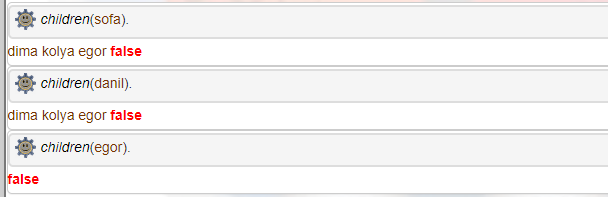 children(sofa).
dima kolya egor false
children(danil).
dima kolya egor false
children(egor).
false